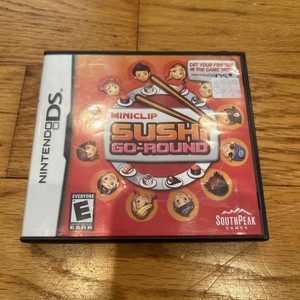 NINTENDO DS
GET YOUR FRIENDS
IN THE GAME
MINICLIP
SUSHI
GO-ROUND
EVERYONE
E
SOUTHPEAK
GAMES